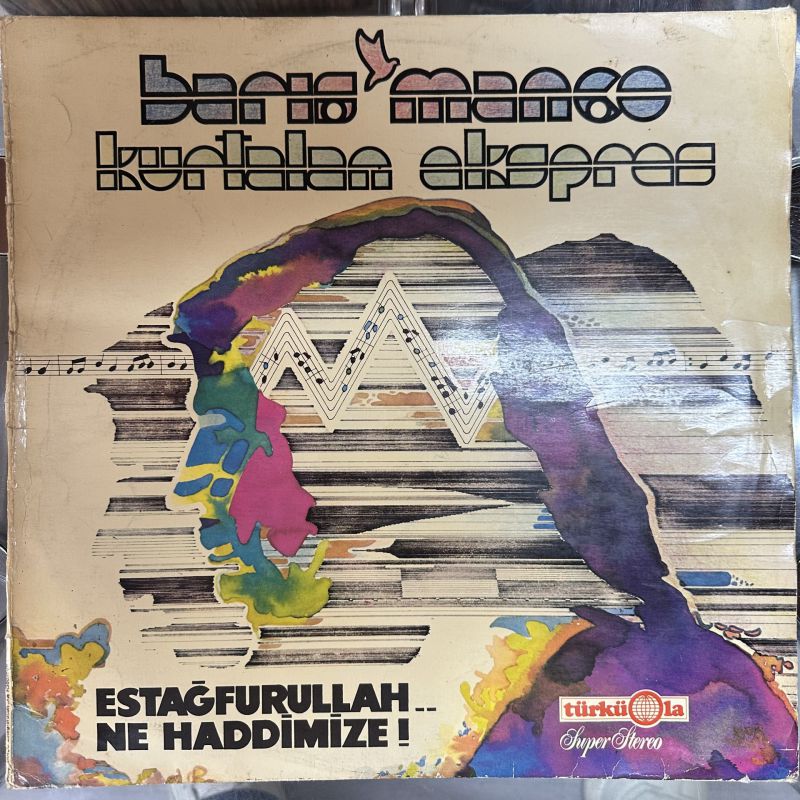 barış manço
kurtalan ekspres
ESTAĞFURULLAH..
NE HADDİMİZE!
türküola
Super Stereo